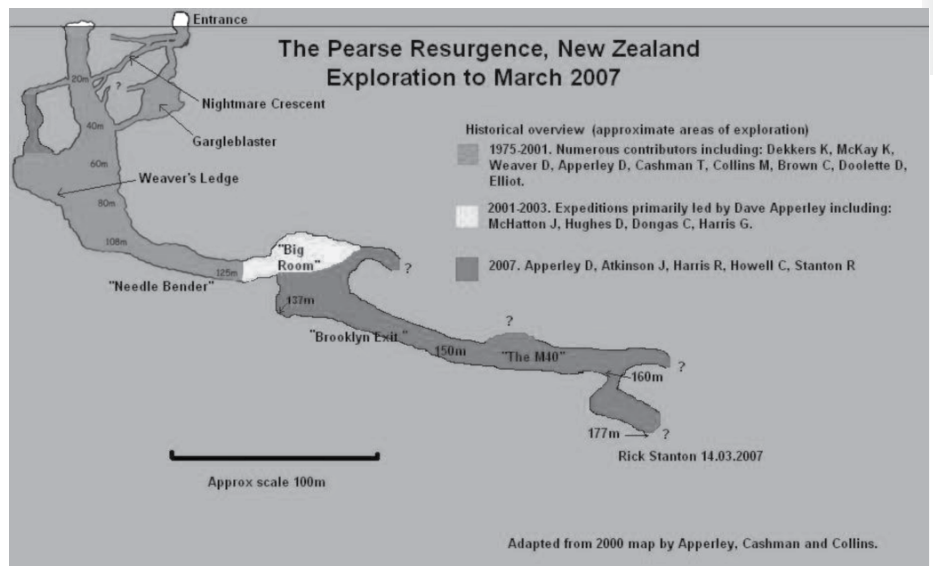 Entrance
The Pearse Resurgence, New Zealand
Exploration to March 2007
20m
?
Nightmare Crescent
Gargleblaster
40m
60m
Weaver's Ledge
80m
108m
125m
"Needle Bender"
"Big
Room"
?
137m
"Brooklyn Exit"
150m
?
"The M40"
?
160m
177m
?
Historical overview (approximate areas of exploration)
1975-2001. Numerous contributors including: Dekkers K, McKay K,
Weaver D, Apperley D, Cashman T, Collins M, Brown C, Doolette D,
Elliot.
2001-2003. Expeditions primarily led by Dave Apperley including:
McHatton J, Hughes D, Dongas C, Harris G.
2007. Apperley D, Atkinson J, Harris R, Howell C, Stanton R
Rick Stanton 14.03.2007
Approx scale 100m
Adapted from 2000 map by Apperley, Cashman and Collins.